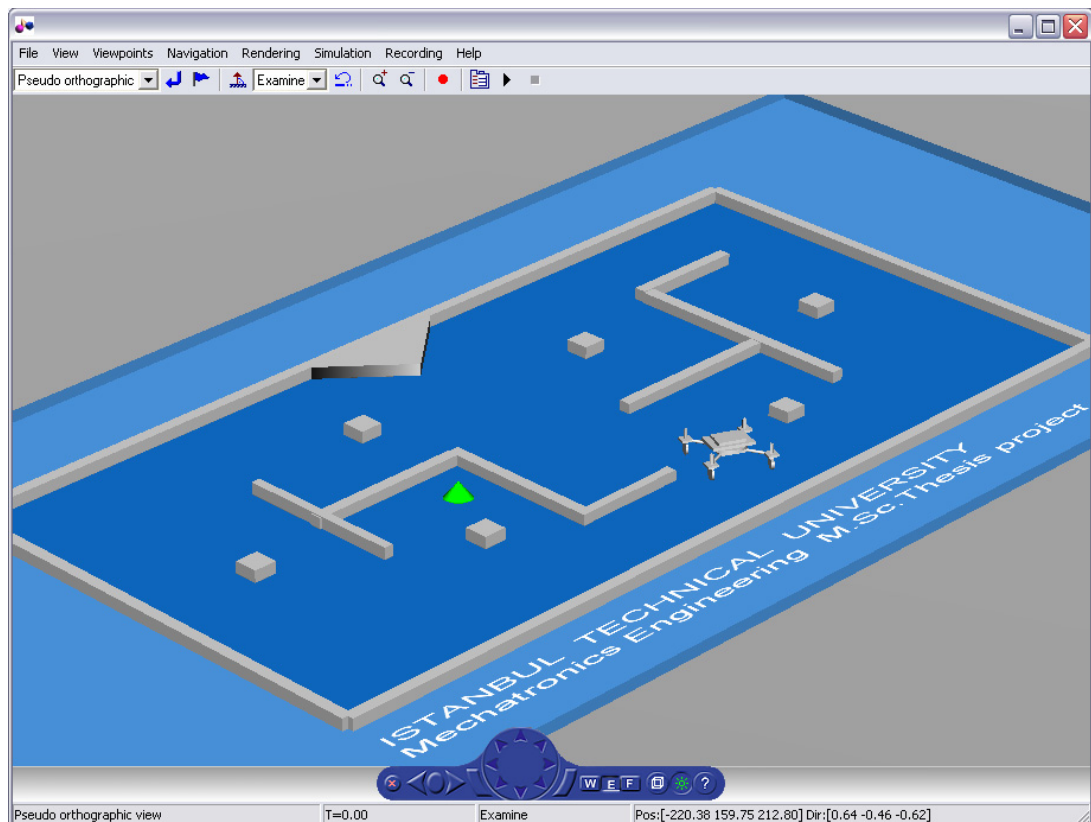 File View Viewpoints Navigation Rendering Simulation Recording Help
Pseudo orthographic Examine
ISTANBUL TECHNICAL UNIVERSITY
Mechatronics Engineering M.Sc.Thesis project
W E F ?
Pseudo orthographic view T=0.00 Examine Pos:[-220.38 159.75 212.80] Dir:[0.64 -0.46 -0.62]